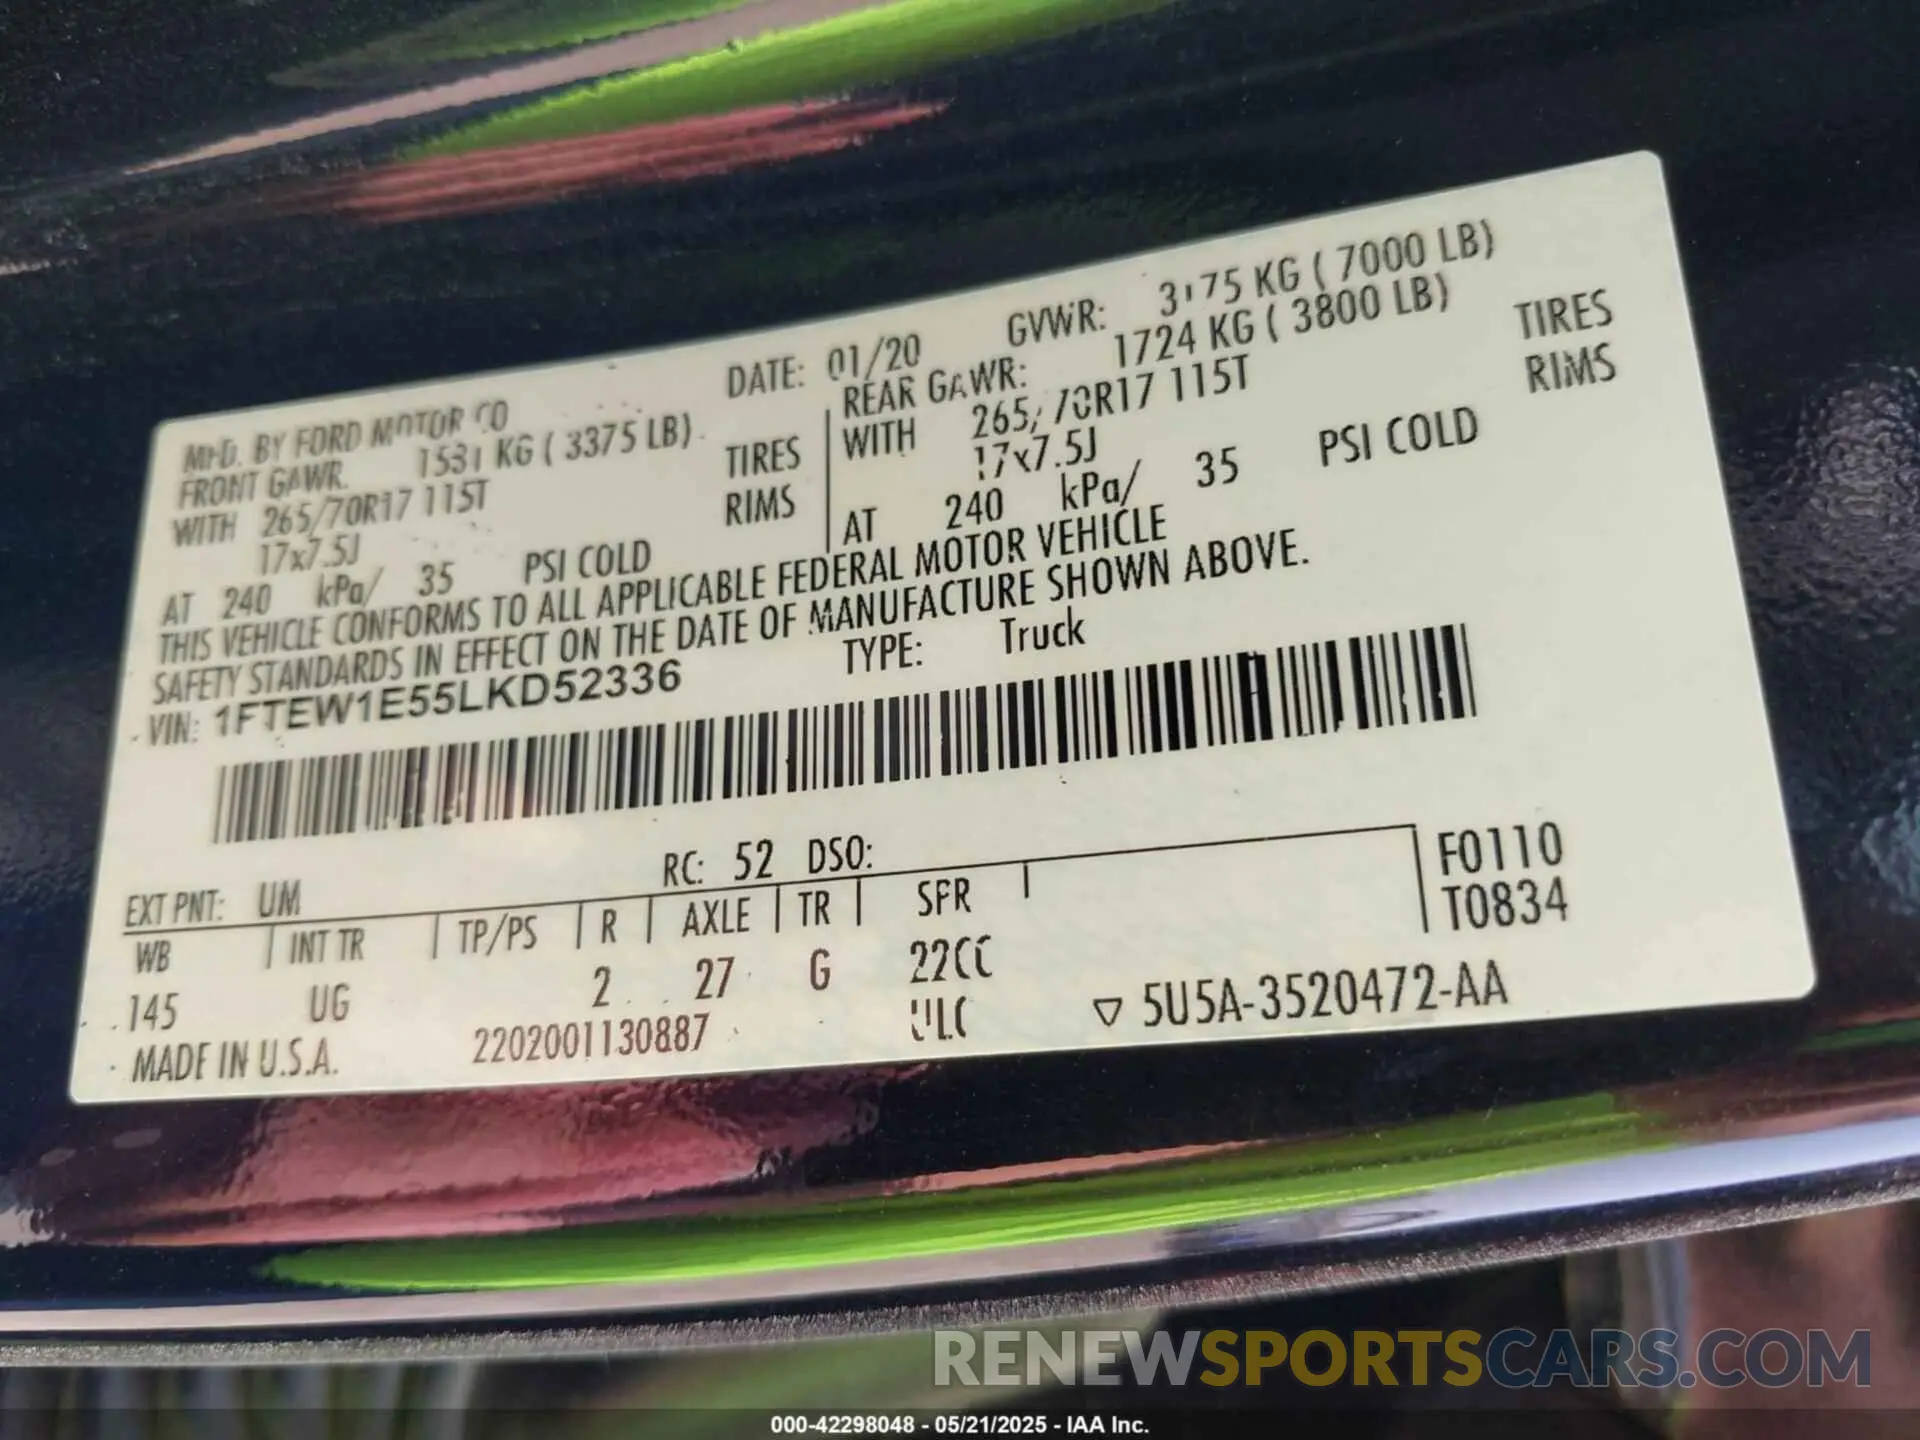 MFD. BY FORD MOTOR CO
DATE: 01/20
GVWR: 3175 KG ( 7000 LB)
FRONT GAWR: 1531 KG ( 3375 LB)
REAR GAWR: 1724 KG ( 3800 LB)
WITH 265/70R17 115T TIRES
WITH 265/70R17 115T TIRES
17x7.5J RIMS
17x7.5J RIMS
AT 240 kPa/ 35 PSI COLD
AT 240 kPa/ 35 PSI COLD
THIS VEHICLE CONFORMS TO ALL APPLICABLE FEDERAL MOTOR VEHICLE
SAFETY STANDARDS IN EFFECT ON THE DATE OF MANUFACTURE SHOWN ABOVE.
VIN: 1FTEW1E55LKD52336
TYPE: Truck
EXT PNT: UM RC: 52 DSO:
F0110
T0834
WB INT TR TP/PS R AXLE TR SPR
145 UG 2 27 G 22CC
ULC
MADE IN U.S.A. 2202001130887
▽ 5U5A-3520472-AA
RENEWSPORTSCARS.COM
000-42298048 - 05/21/2025 - IAA Inc.